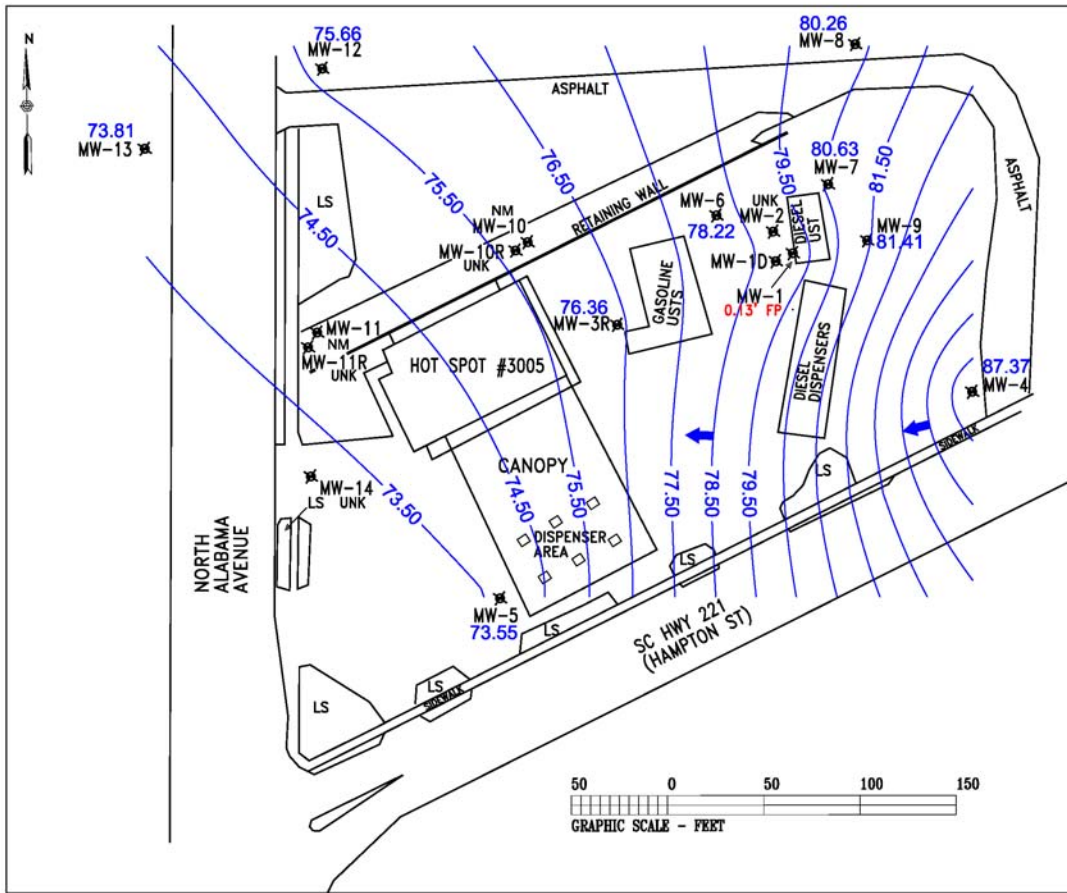 N
75.66
MW-12
80.26
MW-8
ASPHALT
73.81
MW-13
LS
74.50
75.50
76.50
79.50
80.63
MW-7
81.50
ASPHALT
NM
MW-10
MW-10R
UNK
RETAINING WALL
MW-6
78.22
UNK
MW-2
DIESEL
UST
MW-9
81.41
MW-1D
MW-1
0.13' FP
GASOLINE
USTS
76.36
MW-3R
MW-11
NM
MW-11R
UNK
HOT SPOT #3005
DIESEL
DISPENSERS
87.37
MW-4
SIDEWALK
CANOPY
74.50
75.50
77.50
78.50
79.50
LS
MW-14
LS UNK
73.50
DISPENSER
AREA
LS
NORTH
ALABAMA
AVENUE
MW-5
73.55
LS
SC HWY 221
(HAMPTON ST)
LS
SIDEWALK
LS
50 0 50 100 150
GRAPHIC SCALE - FEET